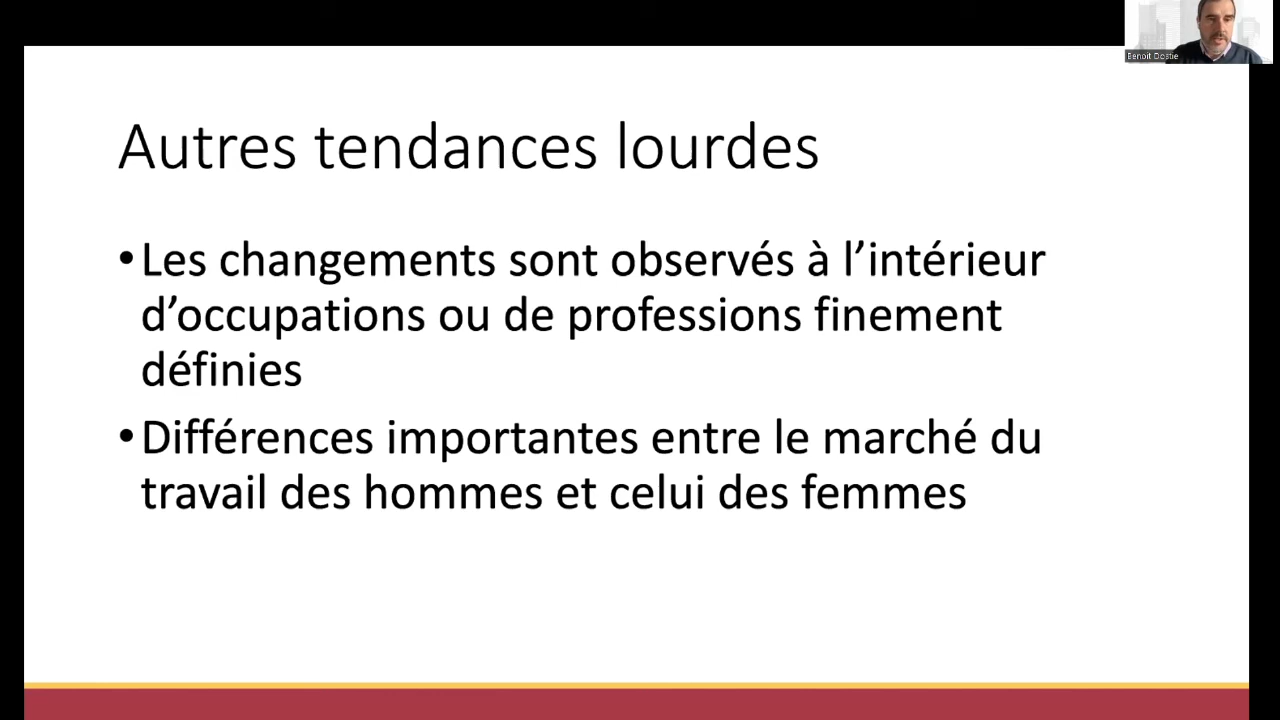 Benoit Dostie
Autres tendances lourdes
•Les changements sont observés à l’intérieur
d’occupations ou de professions finement
définies
•Différences importantes entre le marché du
travail des hommes et celui des femmes